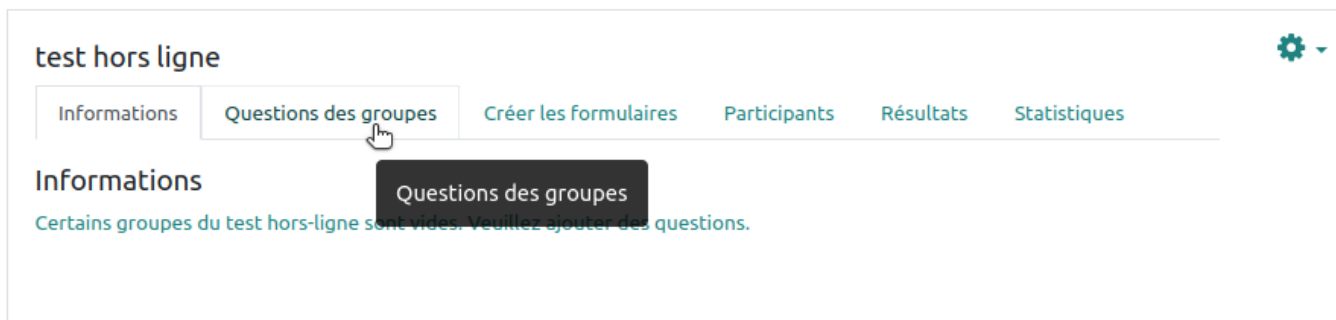 test hors ligne
Informations Questions des groupes Créer les formulaires Participants Résultats Statistiques
Informations
Questions des groupes
Certains groupes du test hors-ligne sont vides. Veuillez ajouter des questions.